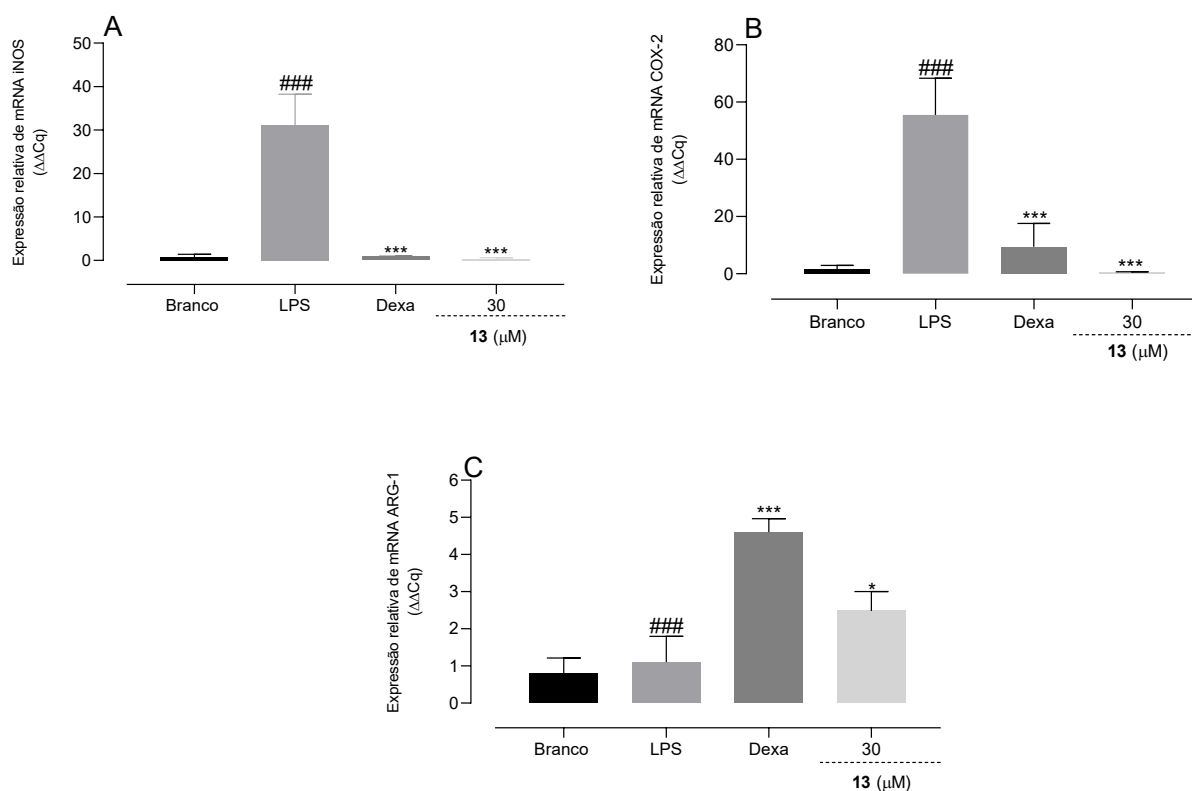 A
Expressão relativa de mRNA iNOS
(ΔΔCq)
50
40
30
20
10
0
###
***
***
Branco
LPS
Dexa
30
13 (µM)
B
Expressão relativa de mRNA COX-2
(ΔΔCq)
80
60
40
20
0
###
***
***
Branco
LPS
Dexa
30
13 (µM)
C
Expressão relativa de mRNA ARG-1
(ΔΔCq)
6
5
4
3
2
1
0
###
***
*
Branco
LPS
Dexa
30
13 (µM)